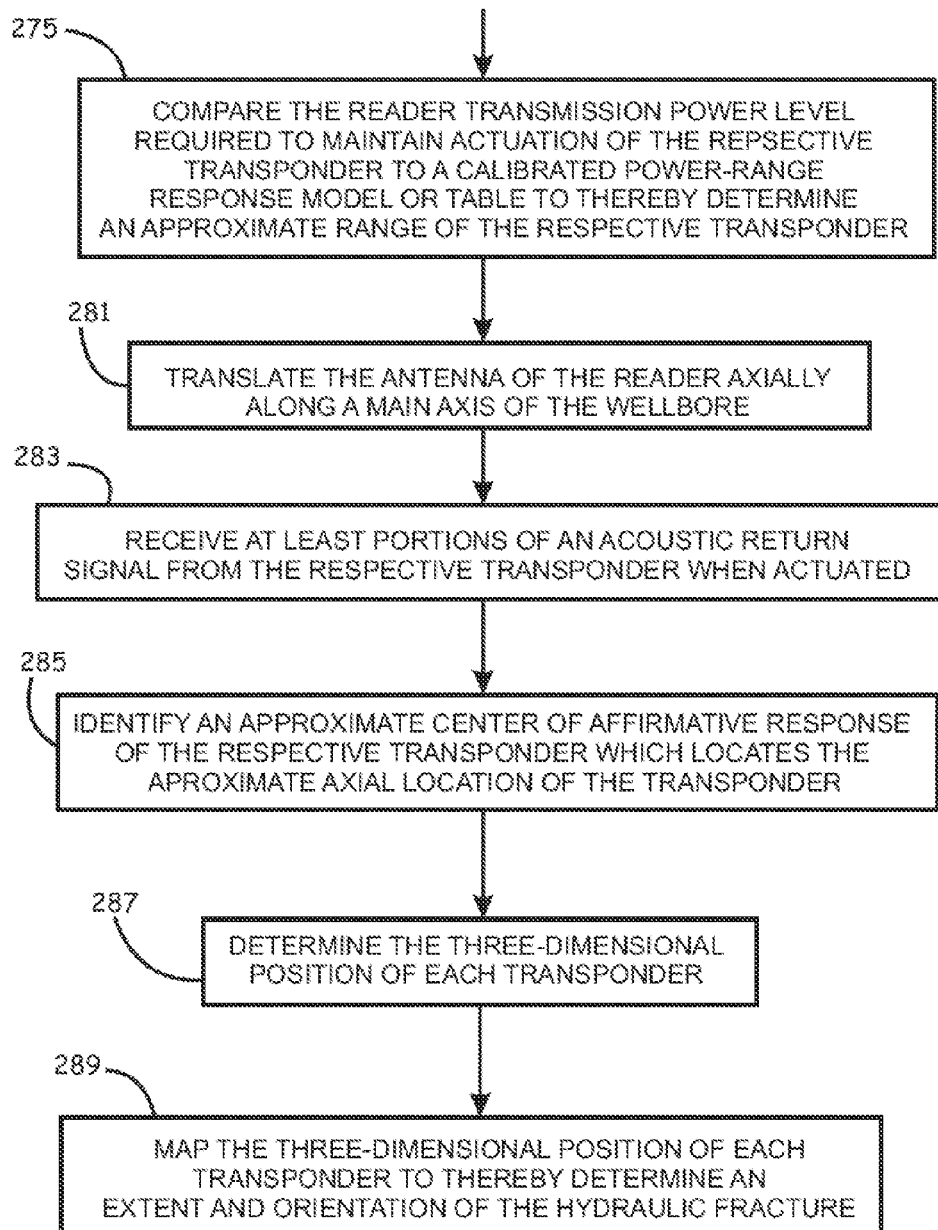 275
COMPARE THE READER TRANSMISSION POWER LEVEL
REQUIRED TO MAINTAIN ACTUATION OF THE REPSECTIVE
TRANSPONDER TO A CALIBRATED POWER-RANGE
RESPONSE MODEL OR TABLE TO THEREBY DETERMINE
AN APPROXIMATE RANGE OF THE RESPECTIVE TRANSPONDER
281
TRANSLATE THE ANTENNA OF THE READER AXIALLY
ALONG A MAIN AXIS OF THE WELLBORE
283
RECEIVE AT LEAST PORTIONS OF AN ACOUSTIC RETURN
SIGNAL FROM THE RESPECTIVE TRANSPONDER WHEN ACTUATED
285
IDENTIFY AN APPROXIMATE CENTER OF AFFIRMATIVE RESPONSE
OF THE RESPECTIVE TRANSPONDER WHICH LOCATES THE
APROXIMATE AXIAL LOCATION OF THE TRANSPONDER
287
DETERMINE THE THREE-DIMENSIONAL
POSITION OF EACH TRANSPONDER
289
MAP THE THREE-DIMENSIONAL POSITION OF EACH
TRANSPONDER TO THEREBY DETERMINE AN
EXTENT AND ORIENTATION OF THE HYDRAULIC FRACTURE